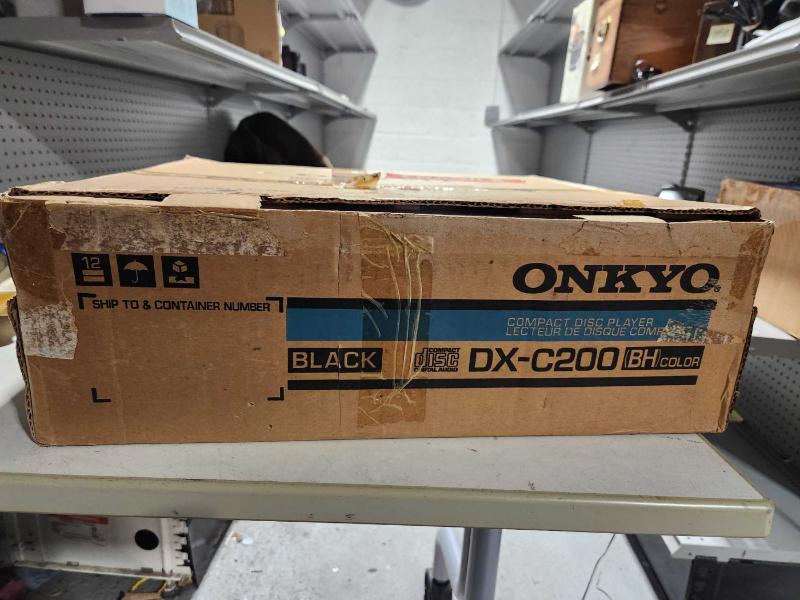 12
SHIP TO & CONTAINER NUMBER
ONKYO®
COMPACT DISC PLAYER
LECTEUR DE DISQUE COMP
BLACK
COMPACT
disc
DIGITAL AUDIO
DX-C200 (BH) COLOR